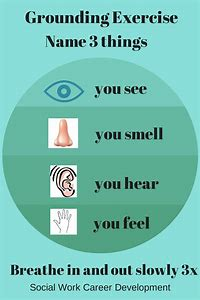 Grounding Exercise
Name 3 things
you see
you smell
you hear
you feel
Breathe in and out slowly 3x
Social Work Career Development